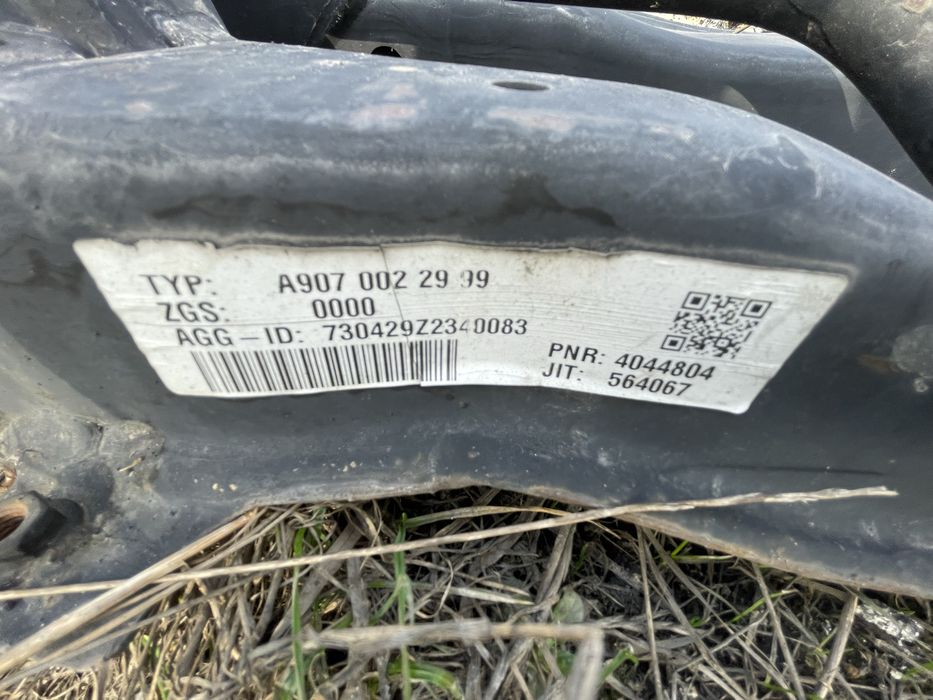 TYP: A907 002 29 99
ZGS: 0000
AGG-ID: 730429Z2340083
PNR: 4044804
JIT: 564067